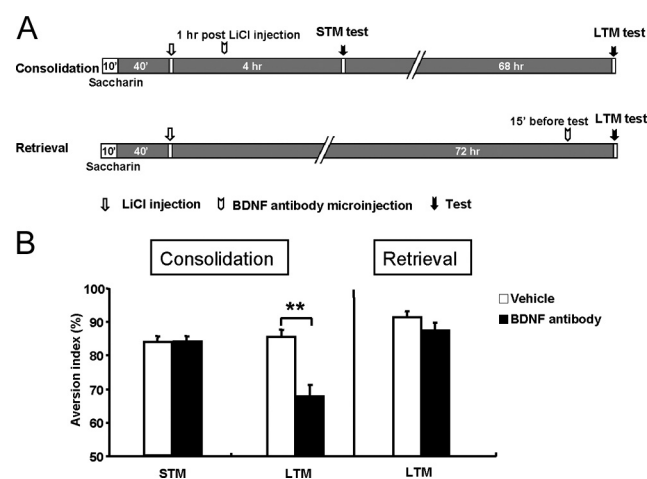 A
1 hr post LiCl injection
STM test
LTM test
Consolidation
10'
40'
4 hr
68 hr
Saccharin
15' before test
LTM test
Retrieval
10'
40'
72 hr
Saccharin
LiCl injection
BDNF antibody microinjection
Test
B
Consolidation
Retrieval
Aversion index (%)
100
90
80
70
60
50
**
Vehicle
BDNF antibody
STM
LTM
LTM